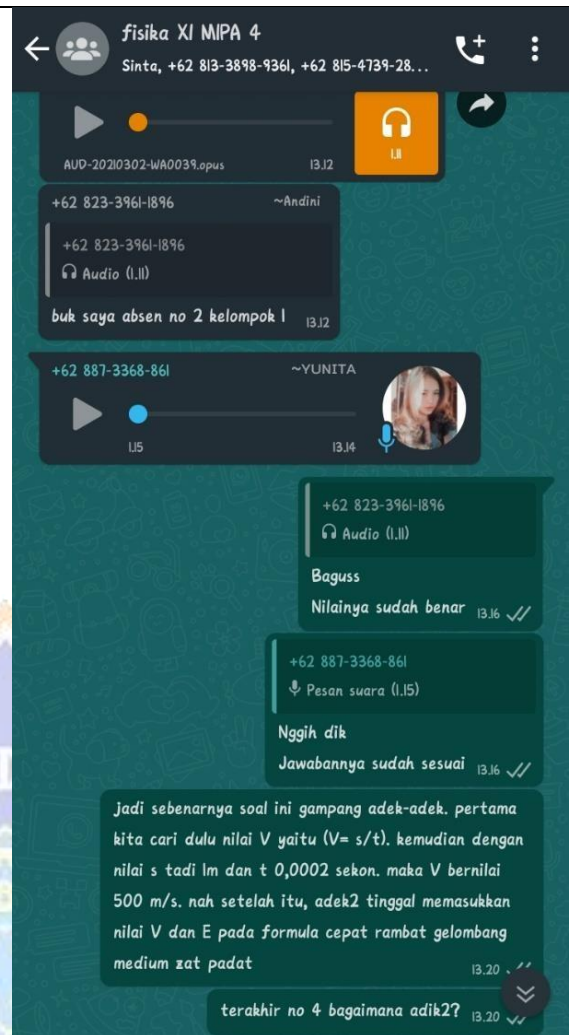 fisika XI MIPA 4
Sinta, +62 813-3898-9361, +62 815-4739-28...
1.11
AUD-20210302-WA0039.opus 13.12
+62 823-3961-1896 ~Andini
+62 823-3961-1896
Audio (1.11)
buk saya absen no 2 kelompok 1 13.12
+62 887-3368-861 ~YUNITA
1.15 13.14
+62 823-3961-1896
Audio (1.11)
Baguss
Nilainya sudah benar 13.16
+62 887-3368-861
Pesan suara (1.15)
Nggih dik
Jawabannya sudah sesuai 13.16
jadi sebenarnya soal ini gampang adek-adek. pertama
kita cari dulu nilai V yaitu (V= s/t). kemudian dengan
nilai s tadi 1m dan t 0,0002 sekon. maka V bernilai
500 m/s. nah setelah itu, adek2 tinggal memasukkan
nilai V dan E pada formula cepat rambat gelombang
medium zat padat 13.20
terakhir no 4 bagaimana adik2? 13.20